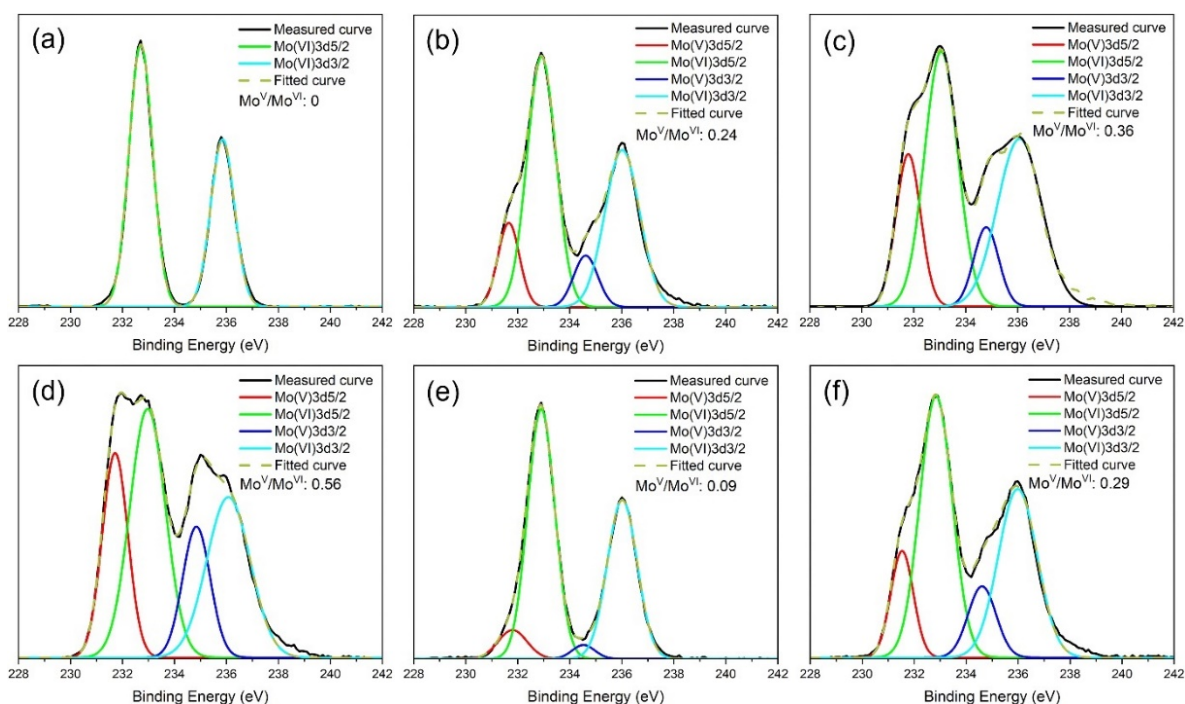 (a)
Measured curve
Mo(VI)3d5/2
Mo(VI)3d3/2
Fitted curve
Moⱽ/Moⱽᴵ: 0
228 230 232 234 236 238 240 242
Binding Energy (eV)
(b)
Measured curve
Mo(V)3d5/2
Mo(VI)3d5/2
Mo(V)3d3/2
Mo(VI)3d3/2
Fitted curve
Moⱽ/Moⱽᴵ: 0.24
228 230 232 234 236 238 240 242
Binding Energy (eV)
(c)
Measured curve
Mo(V)3d5/2
Mo(VI)3d5/2
Mo(V)3d3/2
Mo(VI)3d3/2
Fitted curve
Moⱽ/Moⱽᴵ: 0.36
228 230 232 234 236 238 240 242
Binding Energy (eV)
(d)
Measured curve
Mo(V)3d5/2
Mo(VI)3d5/2
Mo(V)3d3/2
Mo(VI)3d3/2
Fitted curve
Moⱽ/Moⱽᴵ: 0.56
228 230 232 234 236 238 240 242
Binding Energy (eV)
(e)
Measured curve
Mo(V)3d5/2
Mo(VI)3d5/2
Mo(V)3d3/2
Mo(VI)3d3/2
Fitted curve
Moⱽ/Moⱽᴵ: 0.09
228 230 232 234 236 238 240 242
Binding Energy (eV)
(f)
Measured curve
Mo(V)3d5/2
Mo(VI)3d5/2
Mo(V)3d3/2
Mo(VI)3d3/2
Fitted curve
Moⱽ/Moⱽᴵ: 0.29
228 230 232 234 236 238 240 242
Binding Energy (eV)